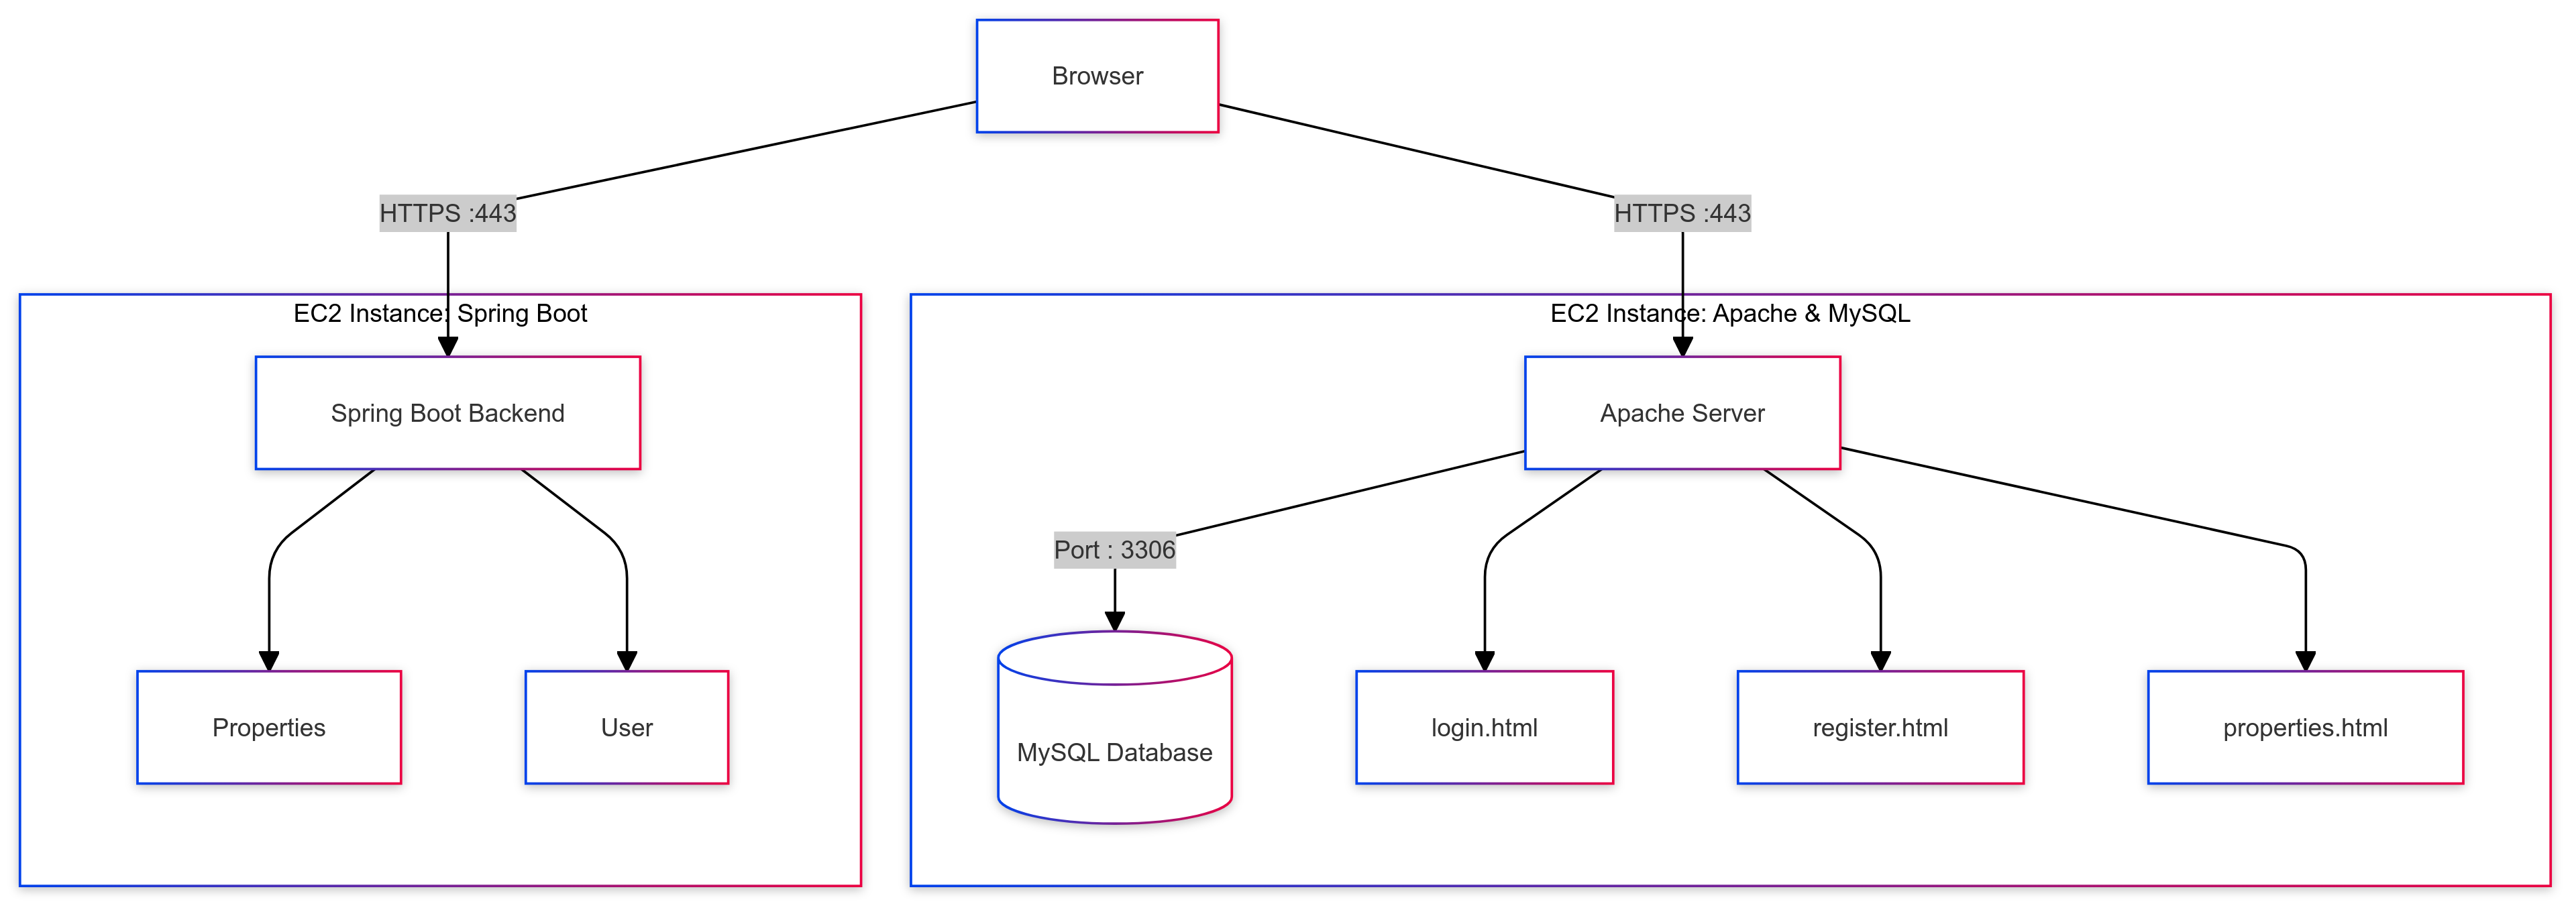 Browser
HTTPS :443
HTTPS :443
EC2 Instance: Spring Boot
EC2 Instance: Apache & MySQL
Spring Boot Backend
Apache Server
Port : 3306
Properties
User
MySQL Database
login.html
register.html
properties.html